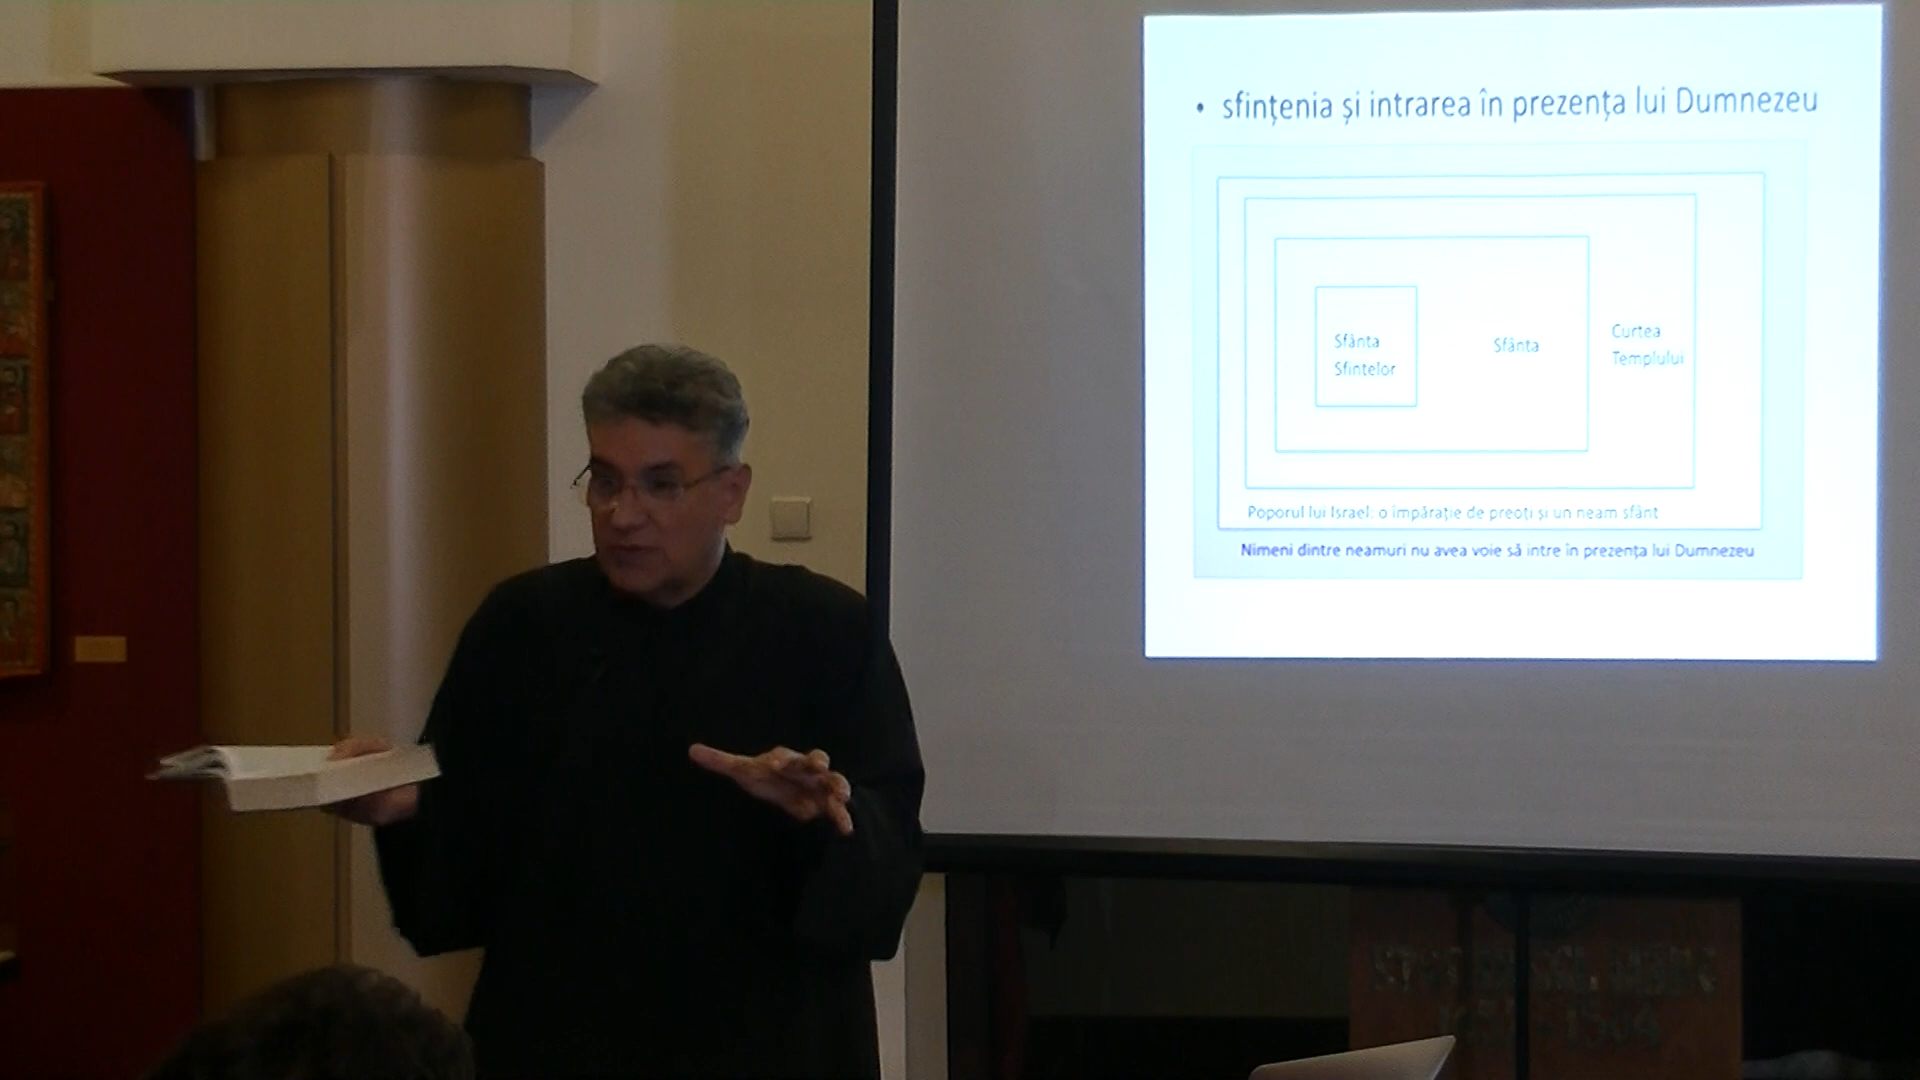 • sfințenia și intrarea în prezența lui Dumnezeu
Sfânta
Sfintelor
Sfânta
Curtea
Templului
Poporul lui Israel: o împărație de preoți și un neam sfânt
Nimeni dintre neamuri nu avea voie să intre în prezența lui Dumnezeu